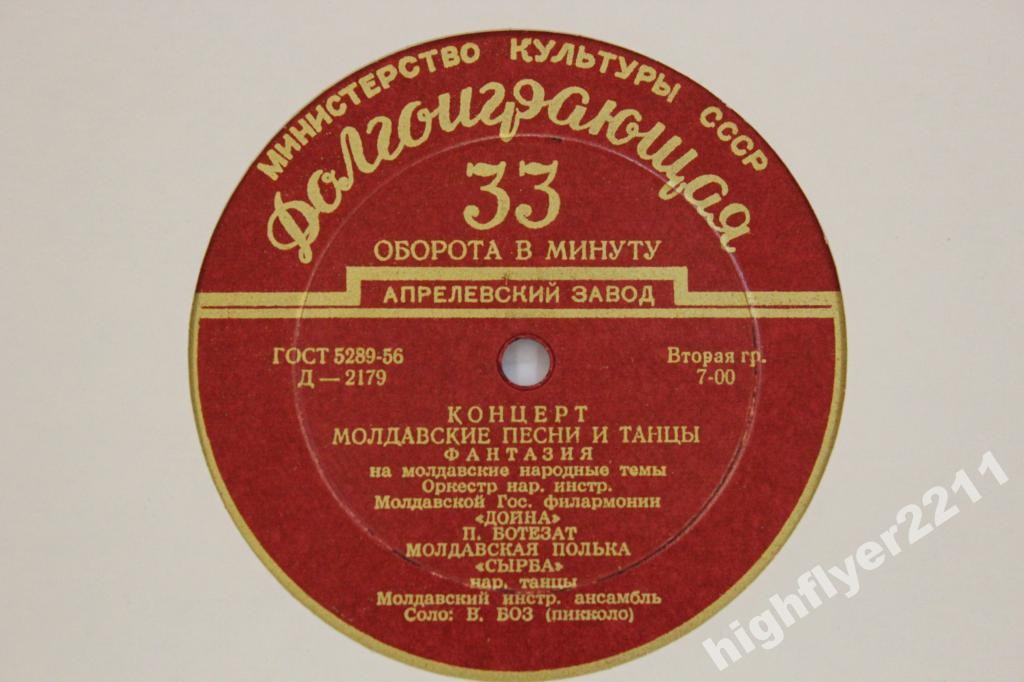 МИНИСТЕРСТВО КУЛЬТУРЫ СССР
Долгоиграющая
33
ОБОРОТА В МИНУТУ
АПРЕЛЕВСКИЙ ЗАВОД
ГОСТ 5289-56
Д — 2179
Вторая гр.
7-00
КОНЦЕРТ
МОЛДАВСКИЕ ПЕСНИ И ТАНЦЫ
ФАНТАЗИЯ
на молдавские народные темы
Оркестр нар. инстр.
Молдавской Гос. филармонии
«ДОЙНА»
П. БОТЕЗАТ
МОЛДАВСКАЯ ПОЛЬКА
«СЫРБА»
нар. танцы
Молдавский инстр. ансамбль
Соло: В. БОЗ (пикколо)
highflyer2211